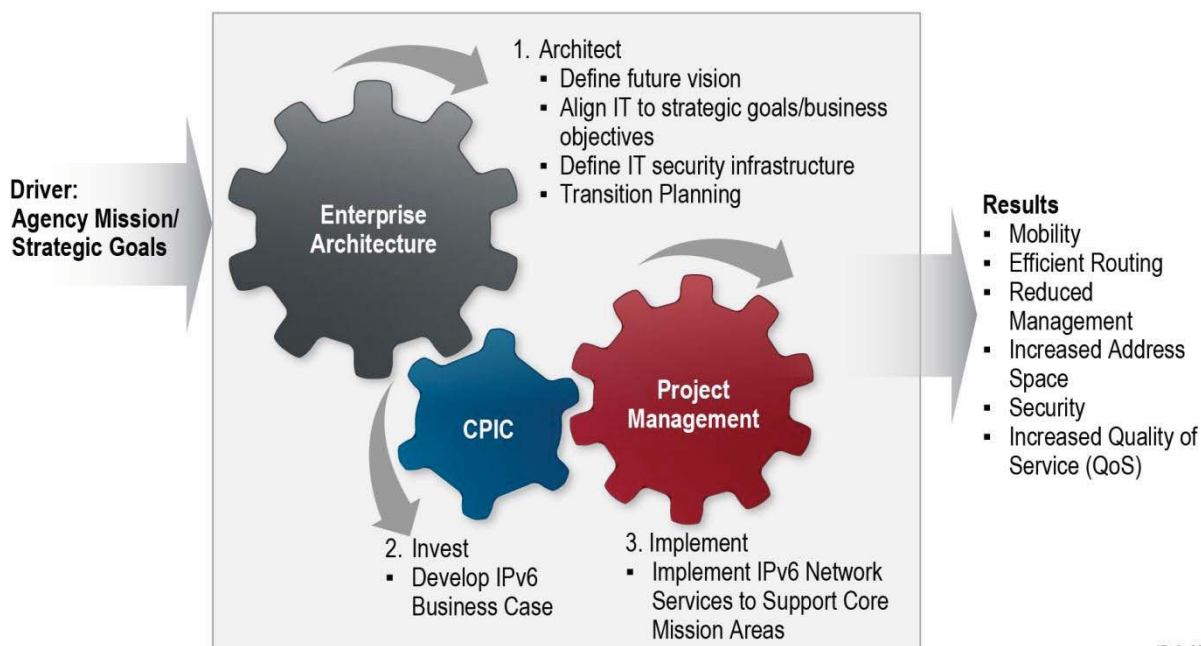 Driver:
Agency Mission/
Strategic Goals
Enterprise
Architecture
1. Architect
▪ Define future vision
▪ Align IT to strategic goals/business
objectives
▪ Define IT security infrastructure
▪ Transition Planning
CPIC
2. Invest
▪ Develop IPv6
Business Case
Project
Management
3. Implement
▪ Implement IPv6 Network
Services to Support Core
Mission Areas
Results
▪ Mobility
▪ Efficient Routing
▪ Reduced
Management
▪ Increased Address
Space
▪ Security
▪ Increased Quality of
Service (QoS)